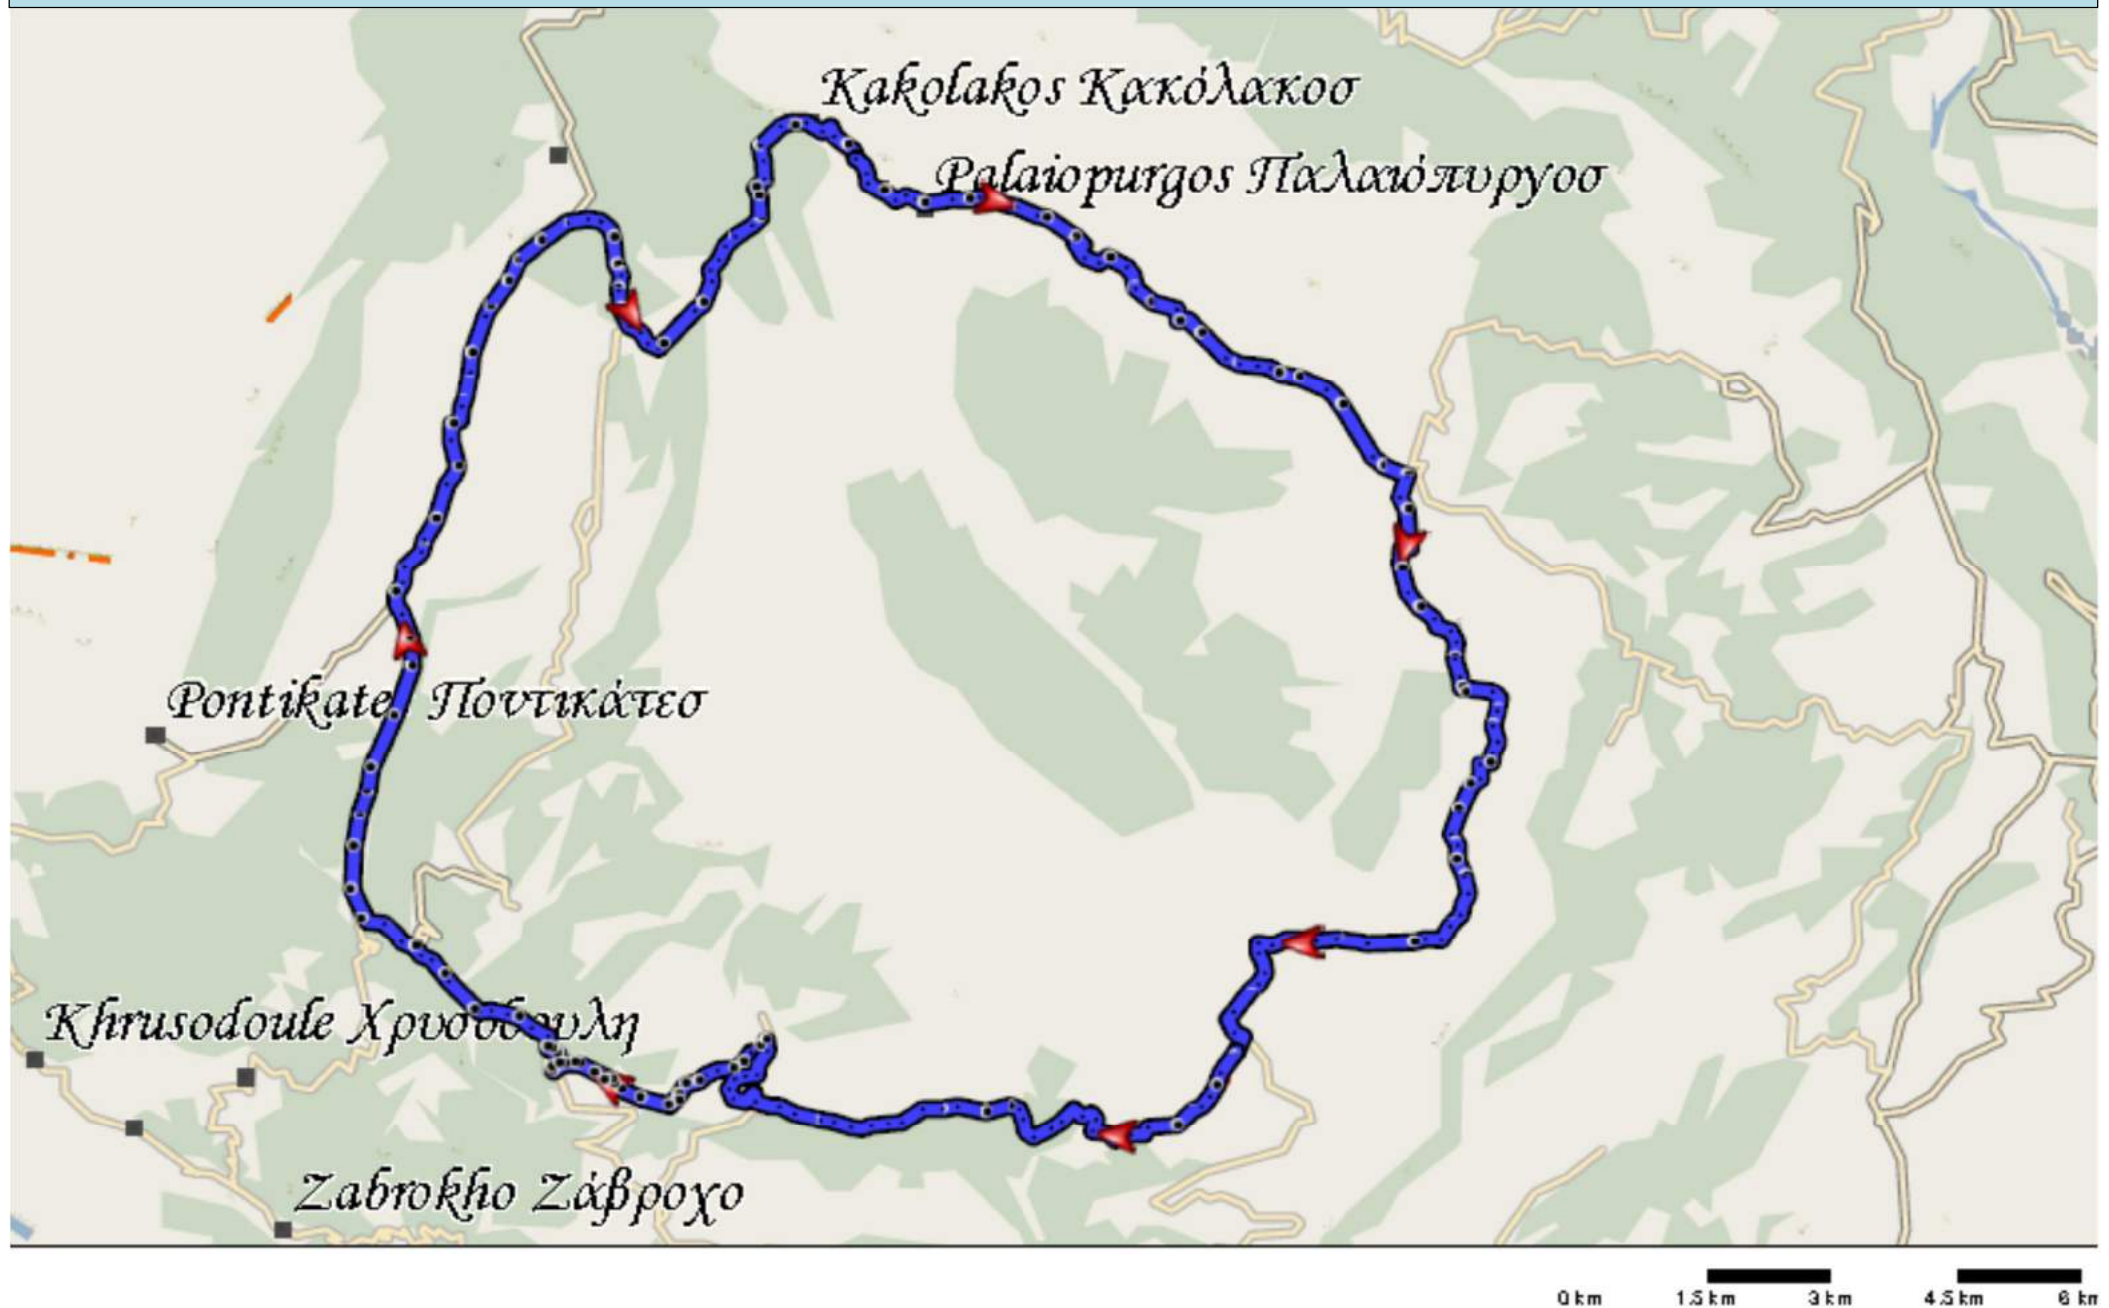 Kakolakos Κακόλακοσ
Palaiopurgos Παλαιόπυργοσ
Pontikate Ποντικάτεσ
Khrusodoule Χρυσοδουλη
Zabrokho Ζάβροχο
0 km 1.5 km 3 km 4.5 km 6 km